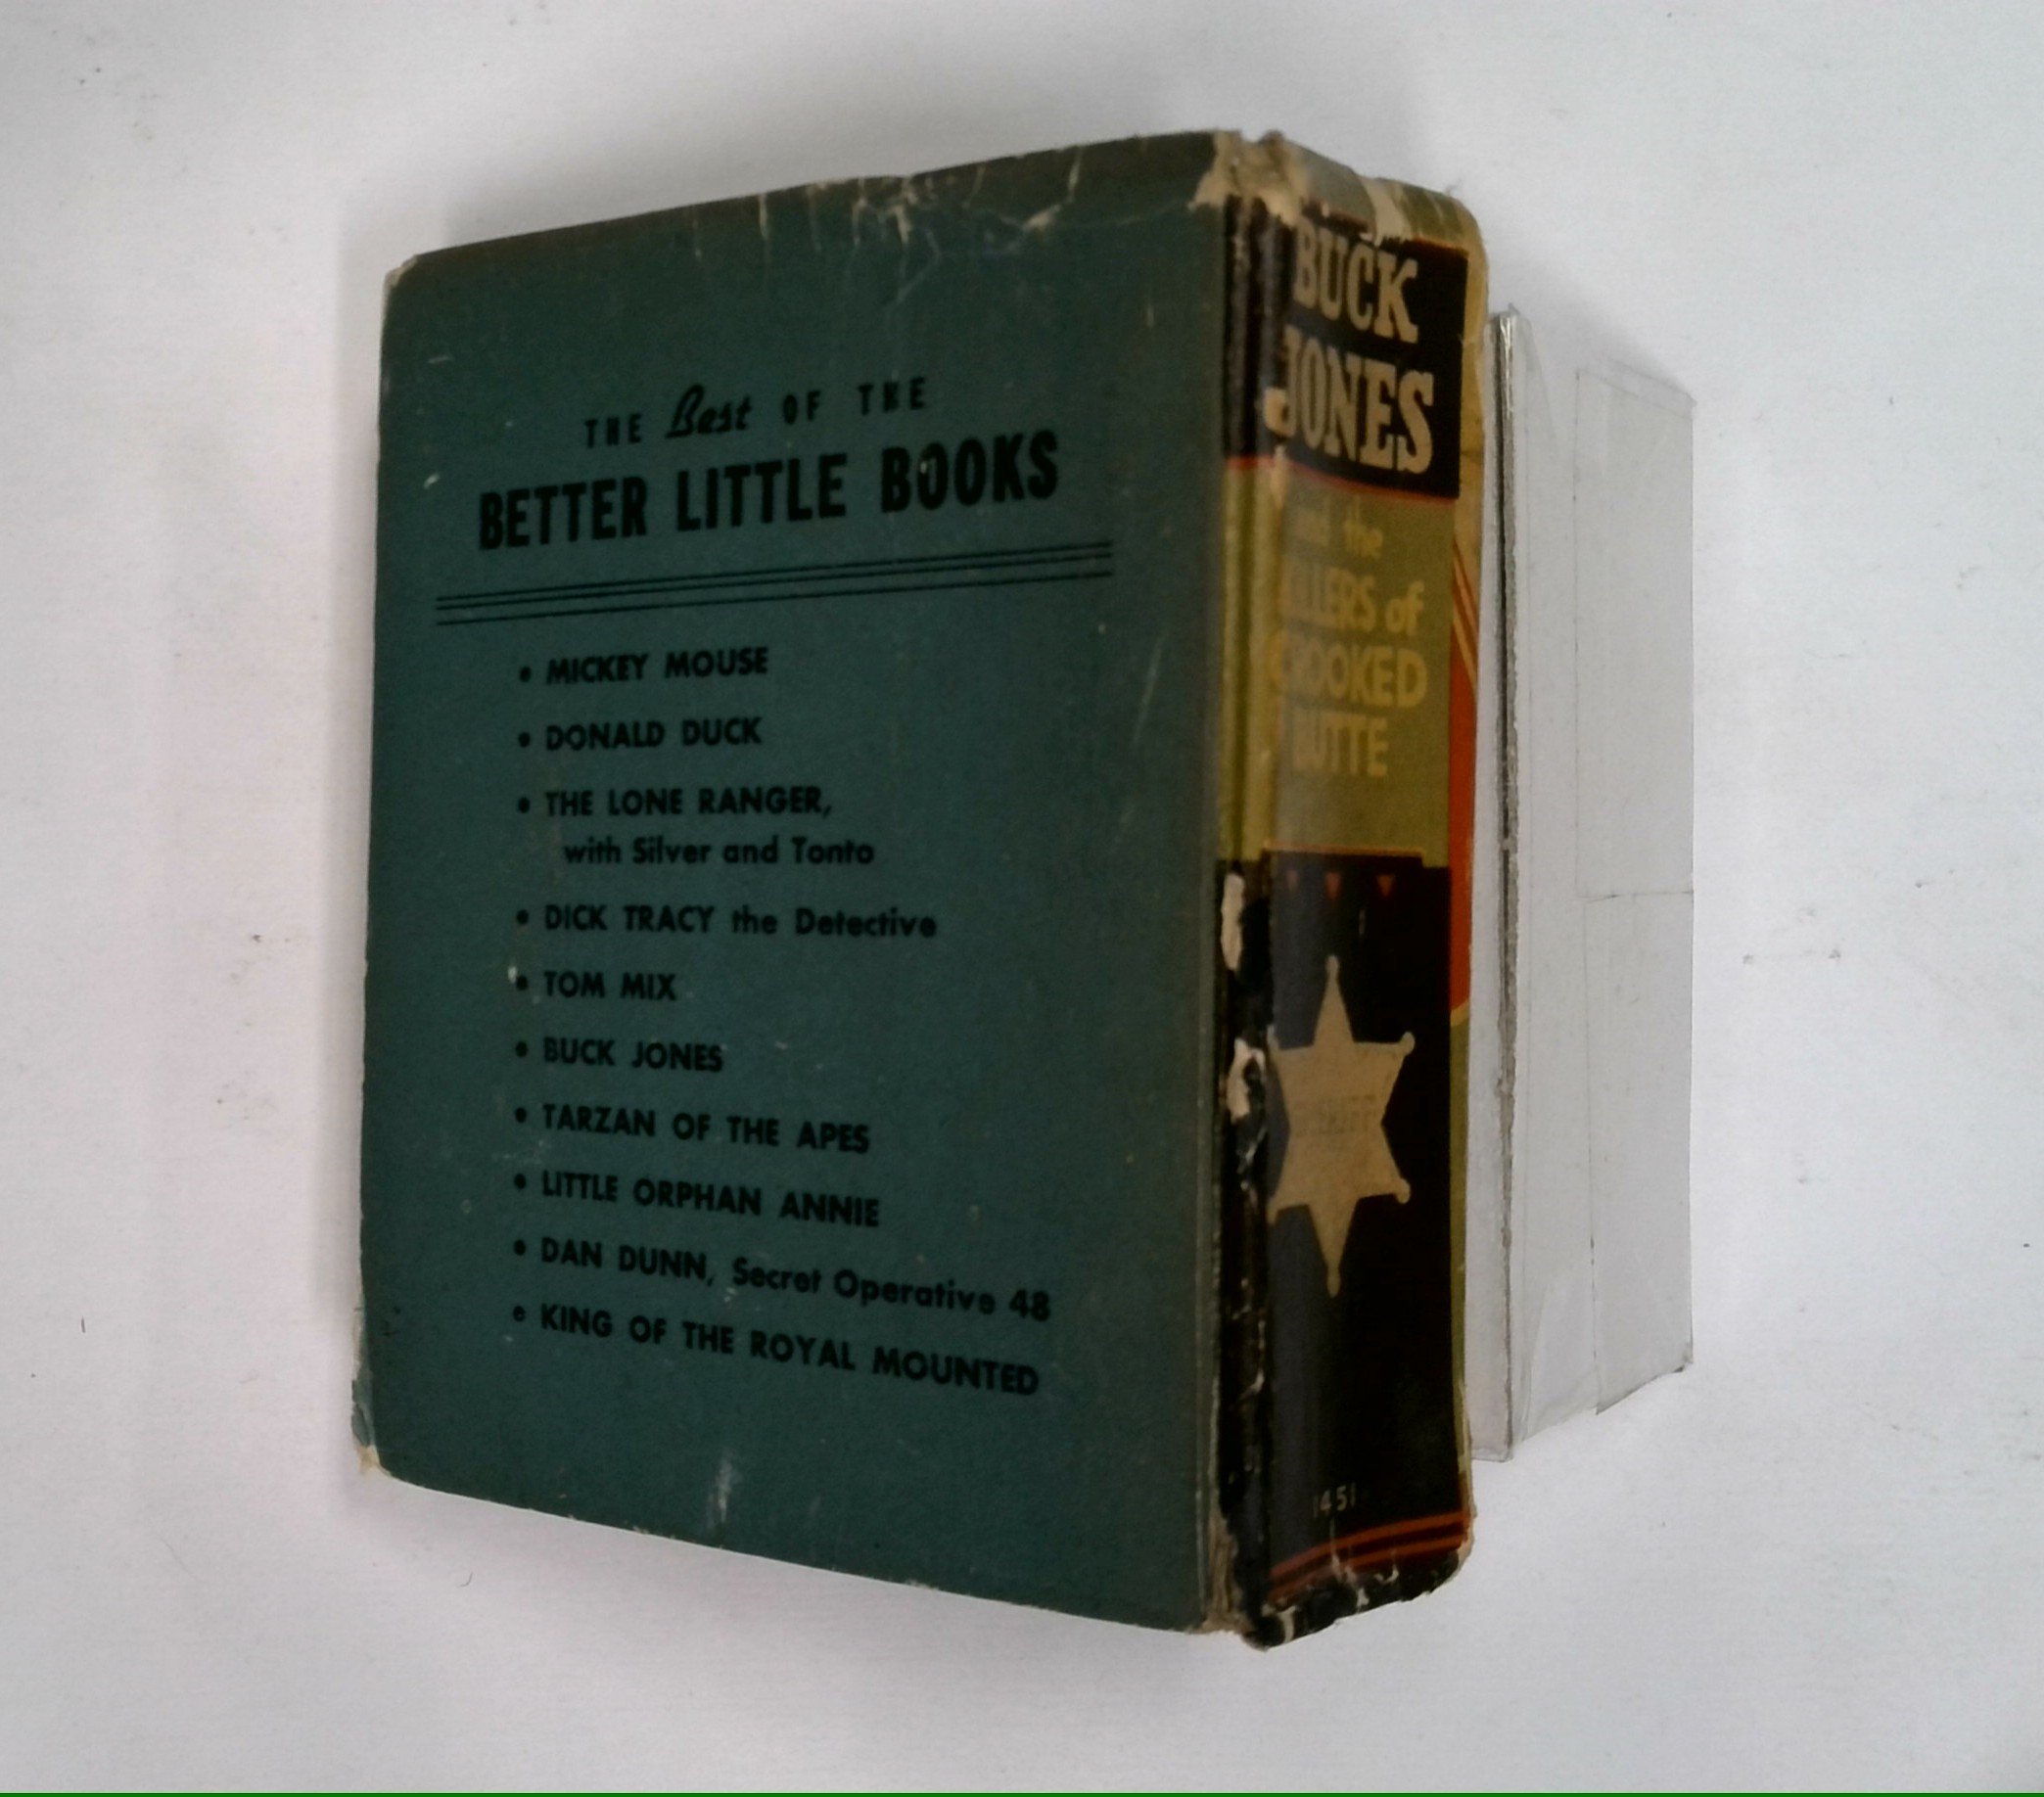 THE Best OF THE
BETTER LITTLE BOOKS
• MICKEY MOUSE
• DONALD DUCK
• THE LONE RANGER,
with Silver and Tonto
• DICK TRACY the Detective
• TOM MIX
• BUCK JONES
• TARZAN OF THE APES
• LITTLE ORPHAN ANNIE
• DAN DUNN, Secret Operative 48
• KING OF THE ROYAL MOUNTED
BUCK
JONES
and the
KILLERS of
CROOKED
BUTTE
SHERIFF
1451